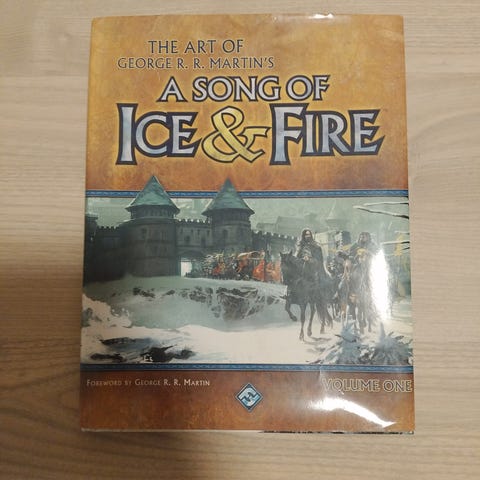 THE ART OF
GEORGE R. R. MARTIN'S
A SONG OF
ICE & FIRE
FOREWORD BY GEORGE R. R. MARTIN
VOLUME ONE